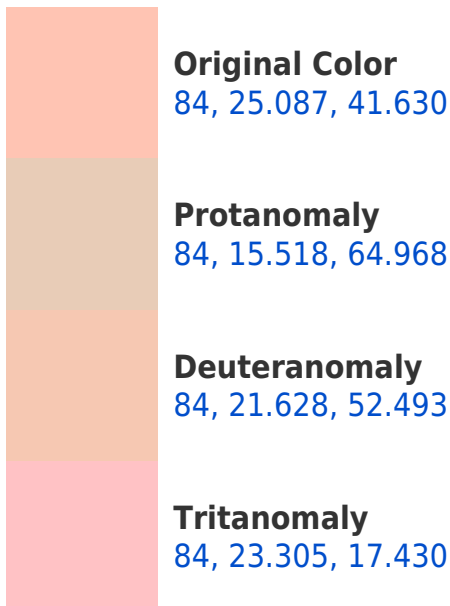 Original Color
84, 25.087, 41.630
Protanomaly
84, 15.518, 64.968
Deuteranomaly
84, 21.628, 52.493
Tritanomaly
84, 23.305, 17.430